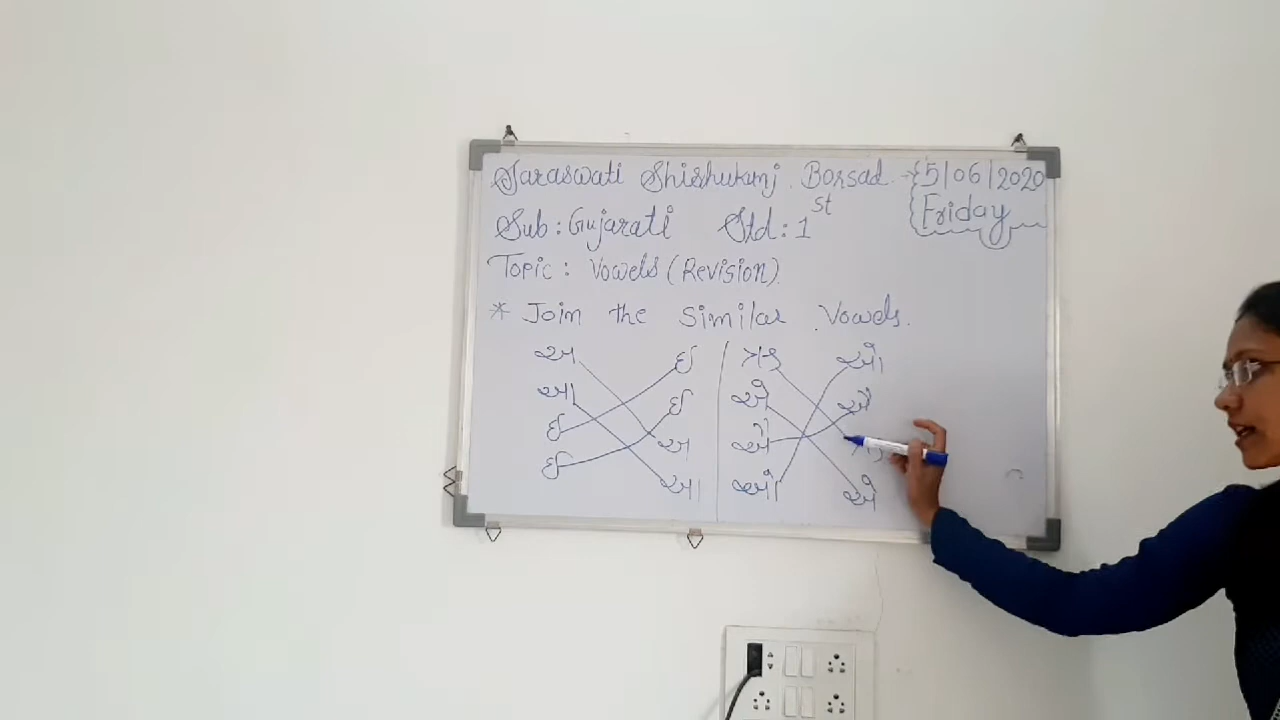 Saraswati Shishukunj Borsad → 5/06/2020
Friday
Sub: Gujarati Std: 1st
Topic: Vowels (Revision)
* Join the Similar Vowels.
અ ઈ ઋ ઓ
આ ઈ એ ઐ
ઈ અ ઐ ઋ
ઈ આ ઓ એ